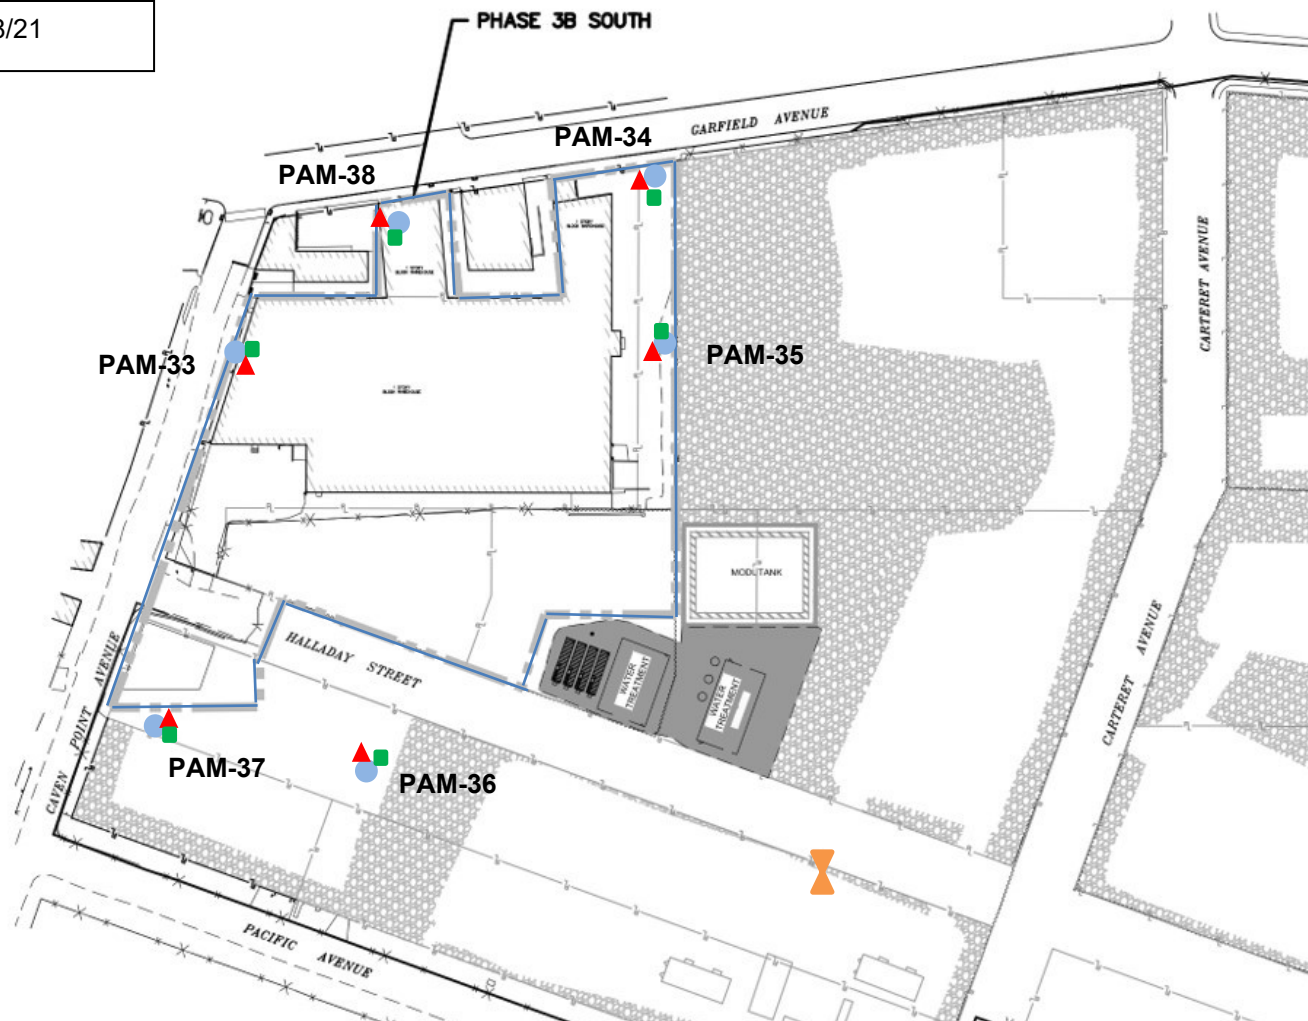 3/21
PHASE 3B SOUTH
PAM-34
GARFIELD AVENUE
PAM-38
PAM-33
PAM-35
CARTERET AVENUE
MODUTANK
HALLADAY STREET
WATER
TREATMENT
WATER
TREATMENT
CAVEN POINT AVENUE
PAM-37
PAM-36
CARTERET AVENUE
PACIFIC
AVENUE